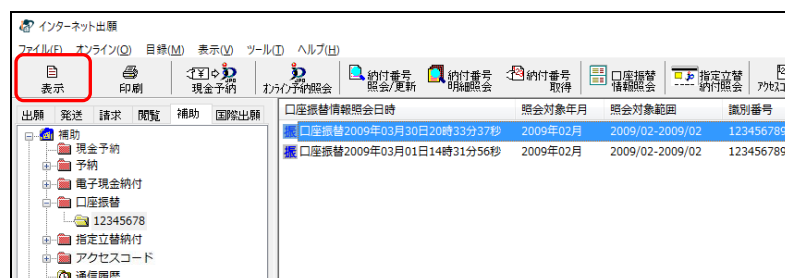 インターネット出願
ファイル(F) オンライン(O) 目録(M) 表示(V) ツール(T) ヘルプ(H)
表示
印刷
現金予納
オンライン予納照会
納付番号 照会/更新
納付番号 明細照会
納付番号 取得
口座振替 情報照会
指定立替 納付照会
出願 発送 請求 閲覧 補助 国際出願
補助
現金予納
予納
電子現金納付
口座振替
12345678
指定立替納付
アクセスコード
通信履歴
口座振替情報照会日時 照会対象年月 照会対象範囲 識別番号
振 口座振替2009年03月30日20時33分37秒 2009年02月 2009/02-2009/02 123456789
振 口座振替2009年03月01日14時31分56秒 2009年02月 2009/02-2009/02 123456789